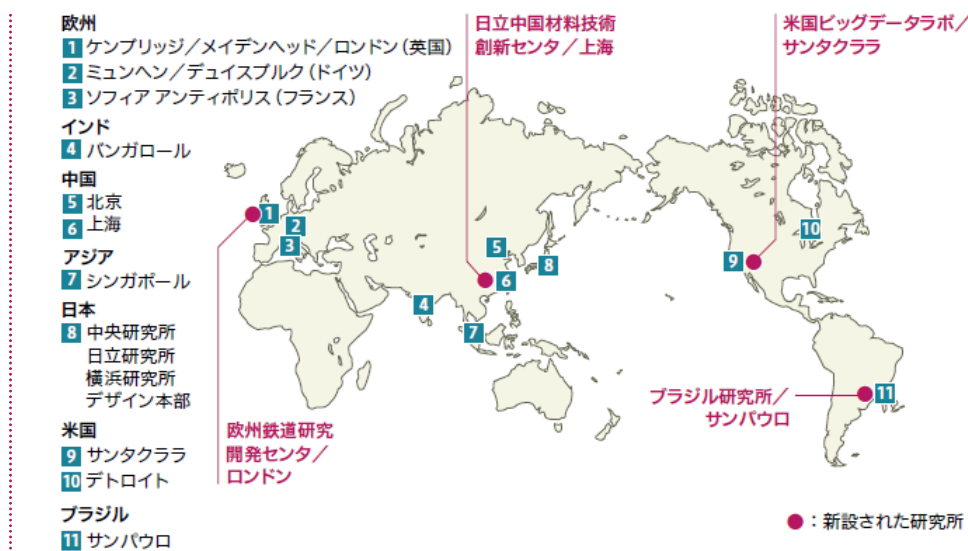 欧州
1 ケンブリッジ／メイデンヘッド／ロンドン（英国）
2 ミュンヘン／デュイスブルク（ドイツ）
3 ソフィア アンティポリス（フランス）
インド
4 バンガロール
中国
5 北京
6 上海
アジア
7 シンガポール
日本
8 中央研究所
日立研究所
横浜研究所
デザイン本部
米国
9 サンタクララ
10 デトロイト
ブラジル
11 サンパウロ
日立中国材料技術
創新センタ／上海
米国ビッグデータラボ／
サンタクララ
1
2
3
4
5
6
7
8
9
10
11
欧州鉄道研究
開発センタ／
ロンドン
ブラジル研究所／
サンパウロ
●：新設された研究所